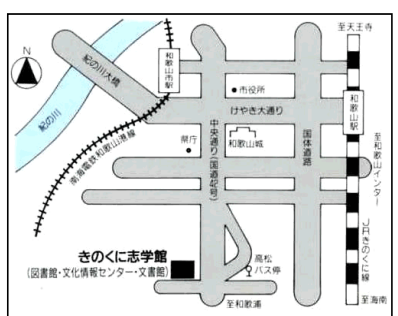 N
至天王寺
紀の川大橋
和歌山市駅
市役所
けやき大通り
和歌山駅
紀の川
県庁
和歌山城
中央通り(国道42号)
国体道路
至和歌山インター
南海電鉄和歌山港線
JRきのくに線
きのくに志学館
(図書館・文化情報センター・文書館)
高松
バス停
至和歌浦
至海南